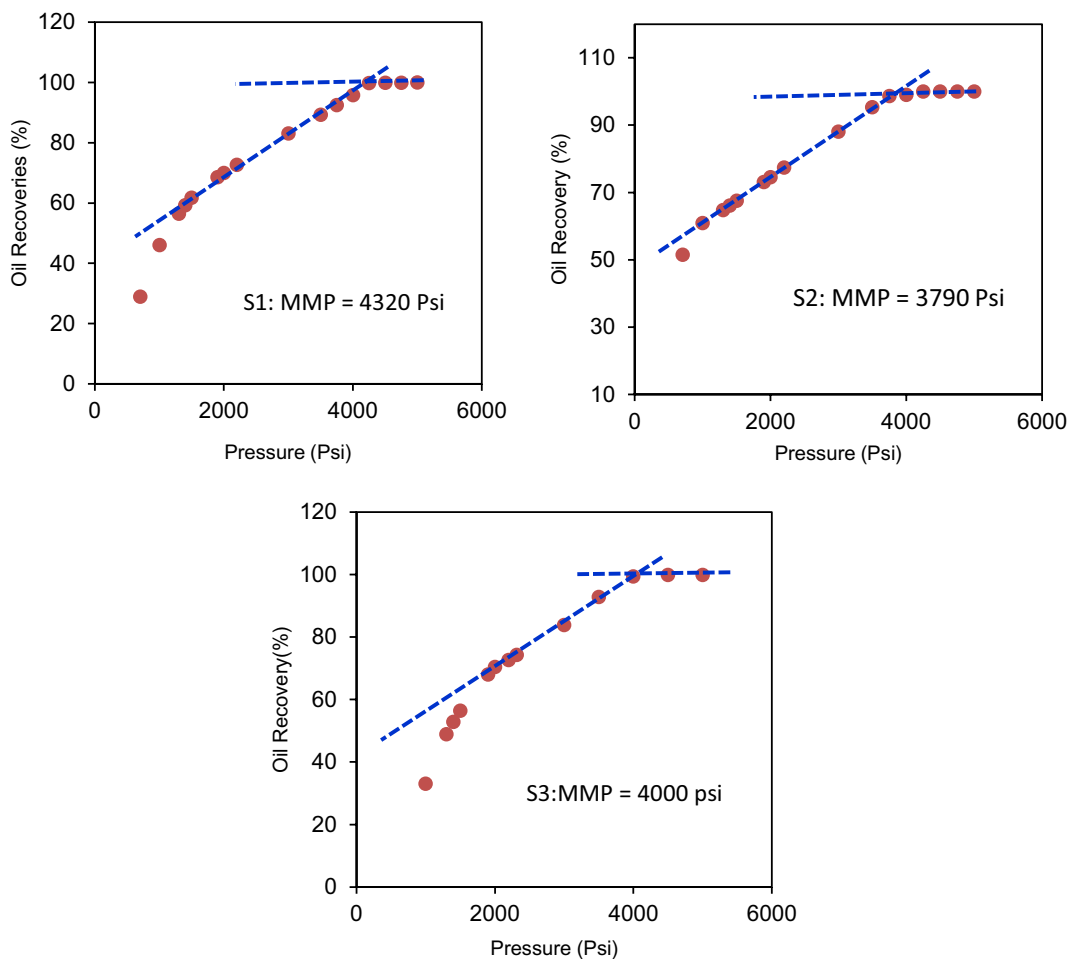 120
100
80
60
40
20
0
Oil Recoveries (%)
S1: MMP = 4320 Psi
0 2000 4000 6000
Pressure (Psi)
110
90
70
50
30
10
Oil Recovery (%)
S2: MMP = 3790 Psi
0 2000 4000 6000
Pressure (Psi)
120
100
80
60
40
20
0
Oil Recovery(%)
S3:MMP = 4000 psi
0 2000 4000 6000
Pressure (Psi)